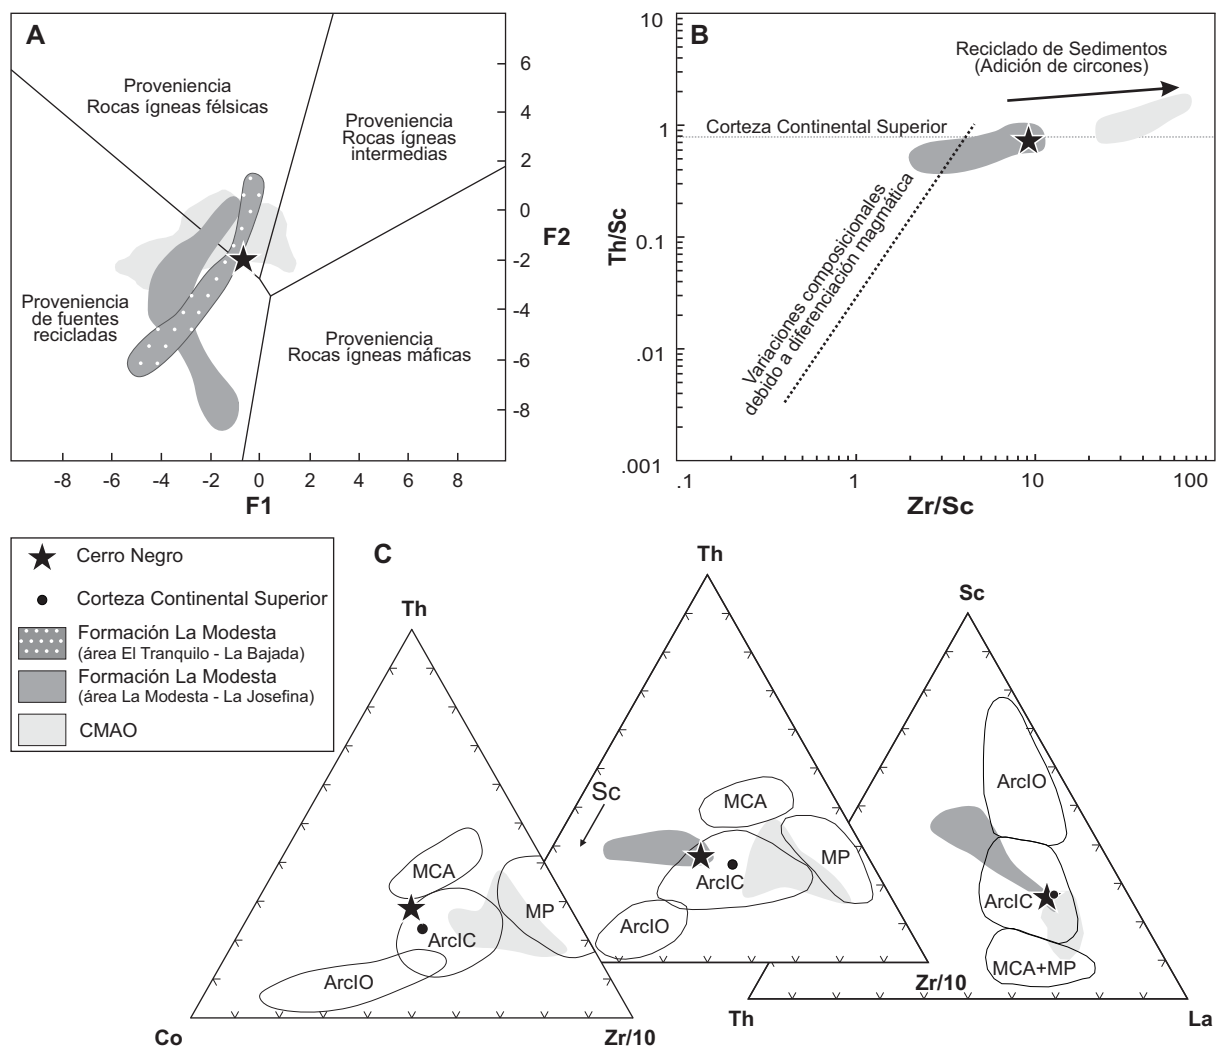 A
Proveniencia
Rocas ígneas félsicas
Proveniencia
Rocas ígneas
intermedias
Proveniencia
de fuentes
recicladas
Proveniencia
Rocas ígneas máficas
6
4
2
0
-2
-4
-6
-8
F2
-8
-6
-4
-2
0
2
4
6
8
F1
B
10
1
0.1
.01
.001
Th/Sc
Reciclado de Sedimentos
(Adición de circones)
Corteza Continental Superior
Variaciones composicionales
debido a diferenciación magmática
.1
1
10
100
Zr/Sc
Cerro Negro
Corteza Continental Superior
Formación La Modesta
(área El Tranquilo - La Bajada)
Formación La Modesta
(área La Modesta - La Josefina)
CMAO
C
Th
MCA
MP
ArcIC
ArcIO
Co
Zr/10
Th
Sc
MCA
MP
ArcIC
ArcIO
Zr/10
Sc
ArcIO
ArcIC
MCA+MP
Th
La